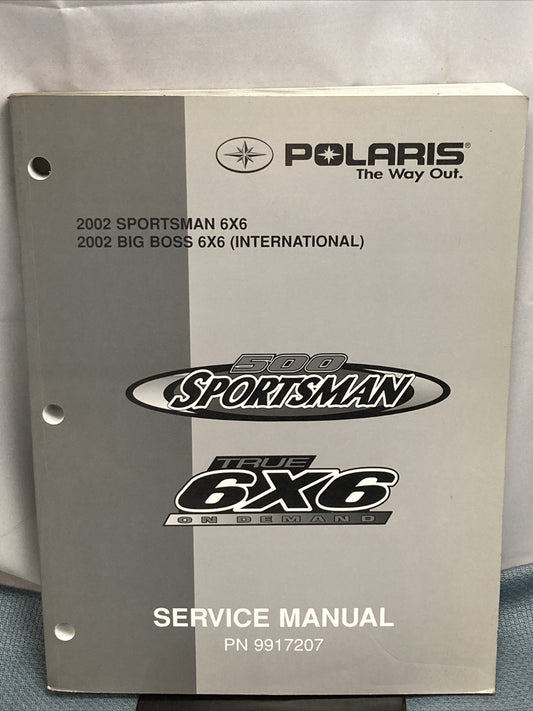 POLARIS®
The Way Out.
2002 SPORTSMAN 6X6
2002 BIG BOSS 6X6 (INTERNATIONAL)
500
SPORTSMAN
TRUE
6X6
ON DEMAND
SERVICE MANUAL
PN 9917207